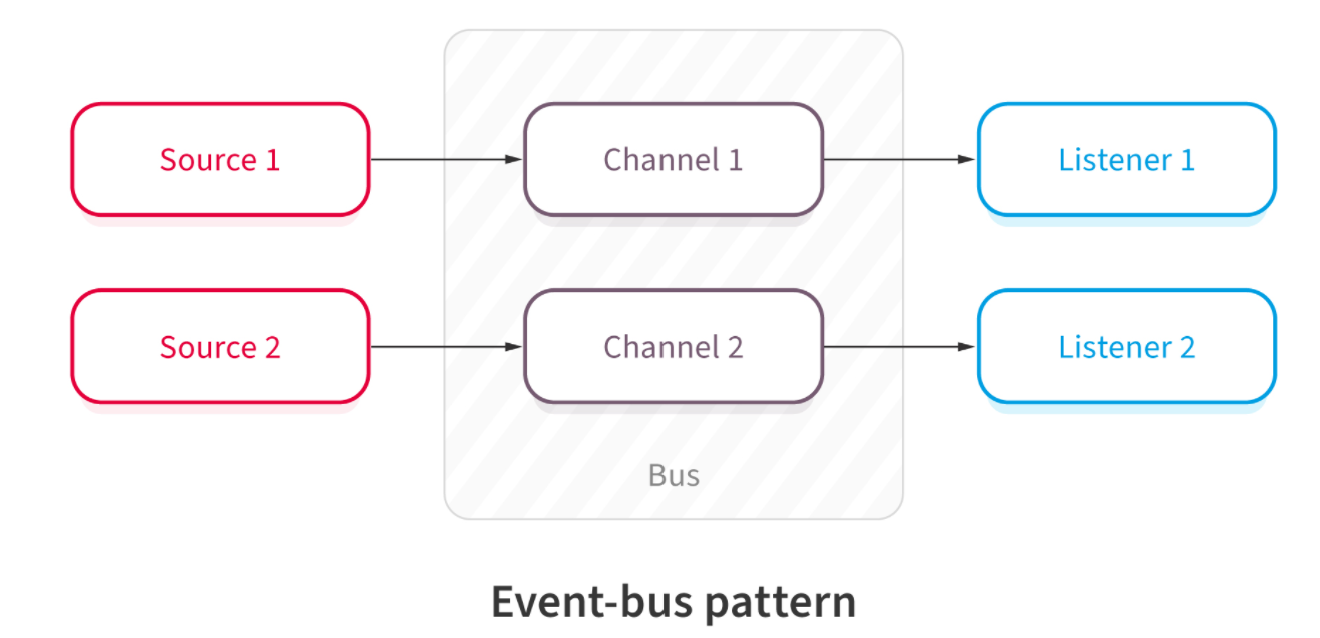 Source 1
Channel 1
Listener 1
Source 2
Channel 2
Listener 2
Bus
Event-bus pattern